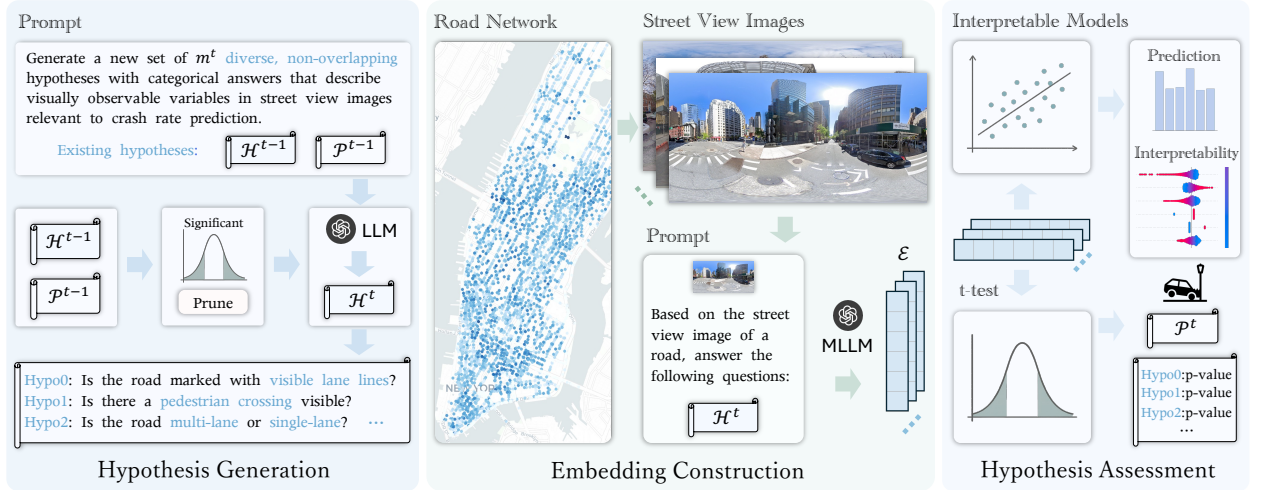 Prompt
Generate a new set of m^t diverse, non-overlapping
hypotheses with categorical answers that describe
visually observable variables in street view images
relevant to crash rate prediction.
Existing hypotheses: ℋ^{t−1} 𝒫^{t−1}
ℋ^{t−1}
𝒫^{t−1}
Significant
Prune
LLM
ℋ^t
Hypo0: Is the road marked with visible lane lines?
Hypo1: Is there a pedestrian crossing visible?
Hypo2: Is the road multi-lane or single-lane? ...
Hypothesis Generation
Road Network
NEW YORK
Street View Images
Prompt
Based on the street
view image of a
road, answer the
following questions:
ℋ^t
MLLM
ℰ
Embedding Construction
Interpretable Models
Prediction
Interpretability
t-test
𝒫^t
Hypo0:p-value
Hypo1:p-value
Hypo2:p-value
...
Hypothesis Assessment